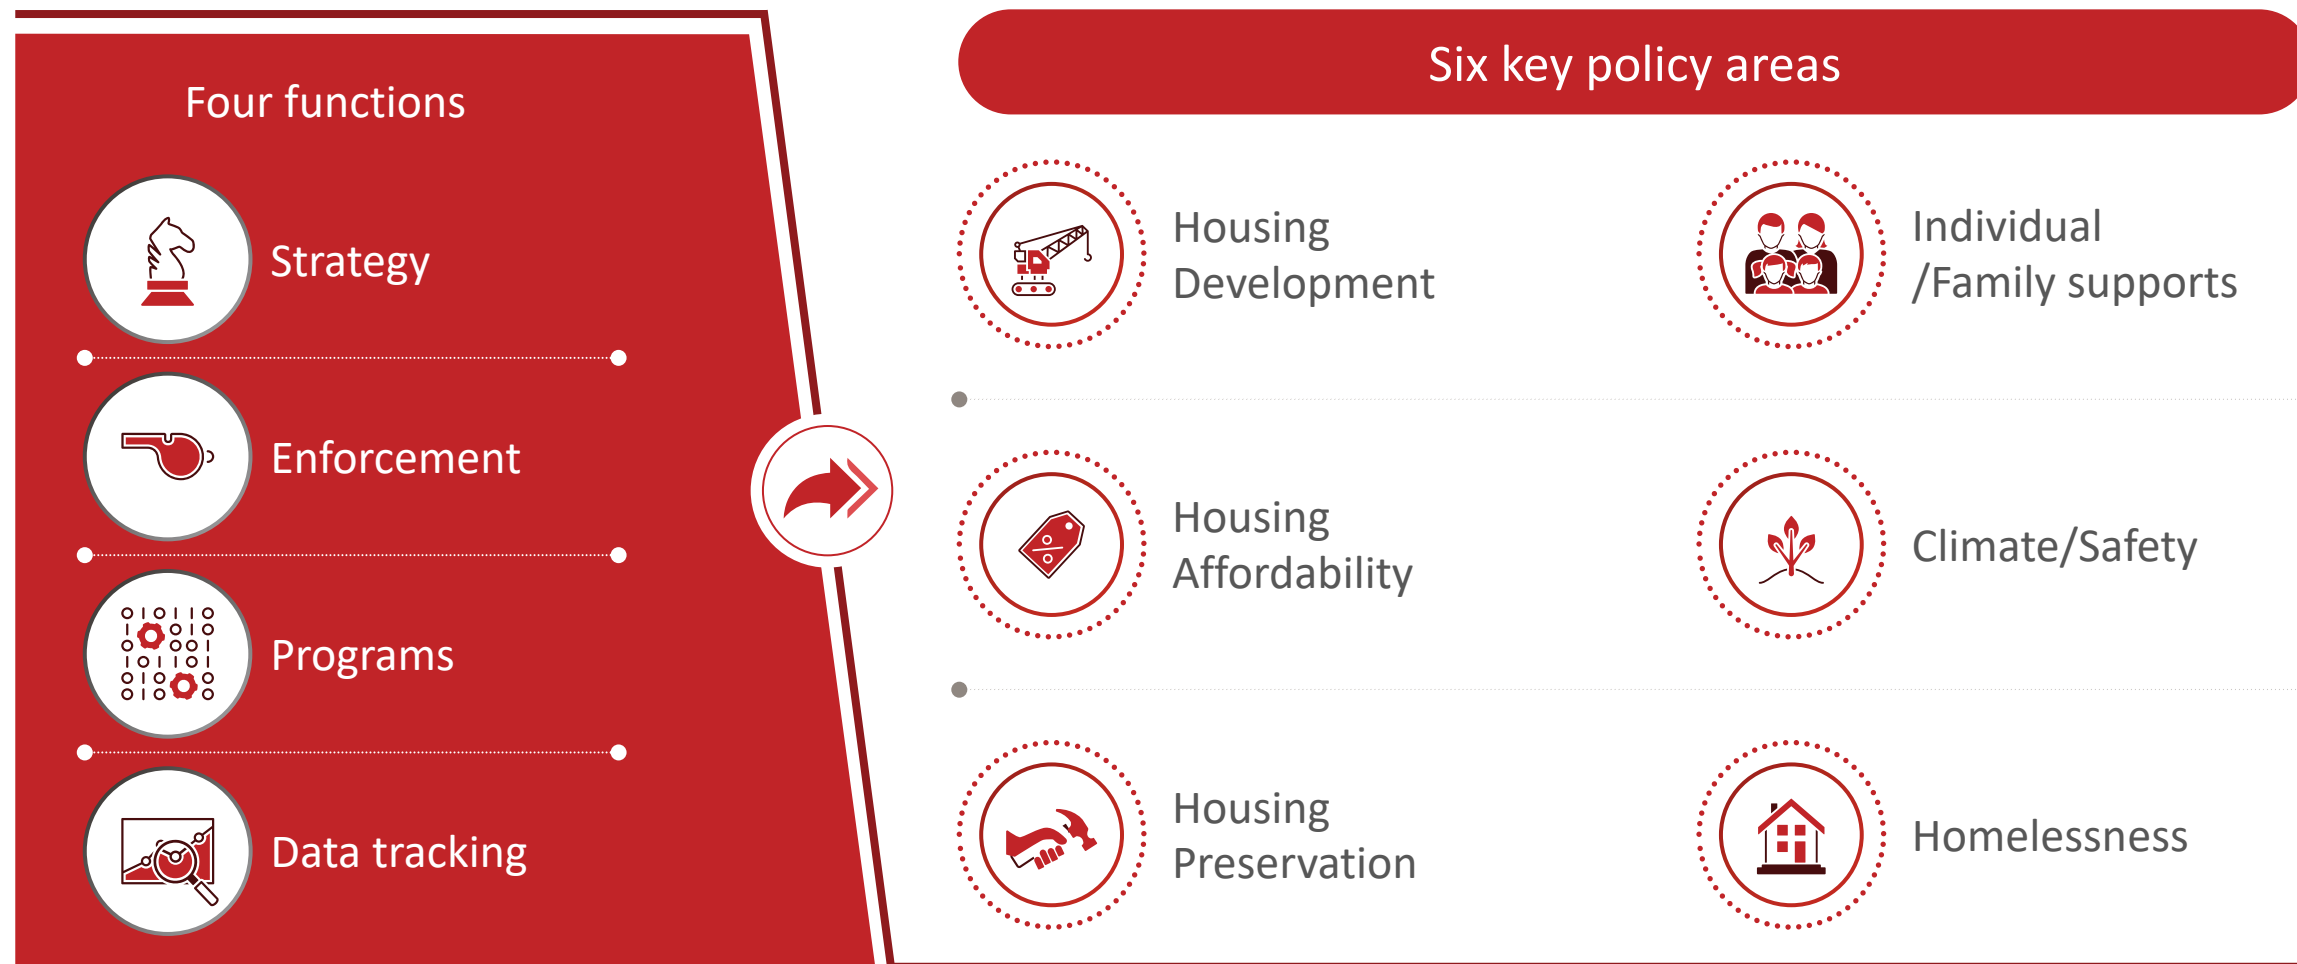 Four functions
Strategy
Enforcement
Programs
Data tracking
Six key policy areas
Housing
Development
Individual
/Family supports
Housing
Affordability
Climate/Safety
Housing
Preservation
Homelessness